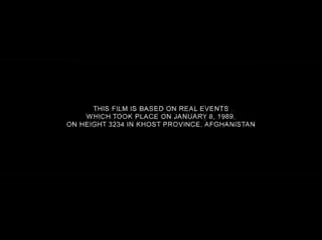 THIS FILM IS BASED ON REAL EVENTS
WHICH TOOK PLACE ON JANUARY 8, 1989,
ON HEIGHT 3234 IN KHOST PROVINCE, AFGHANISTAN